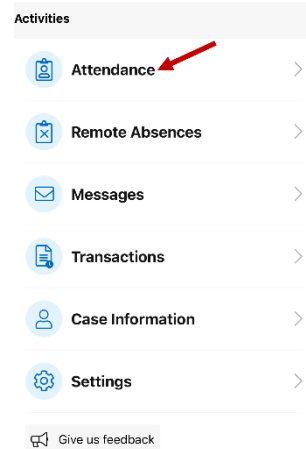 Activities
Attendance
Remote Absences
Messages
Transactions
Case Information
Settings
Give us feedback